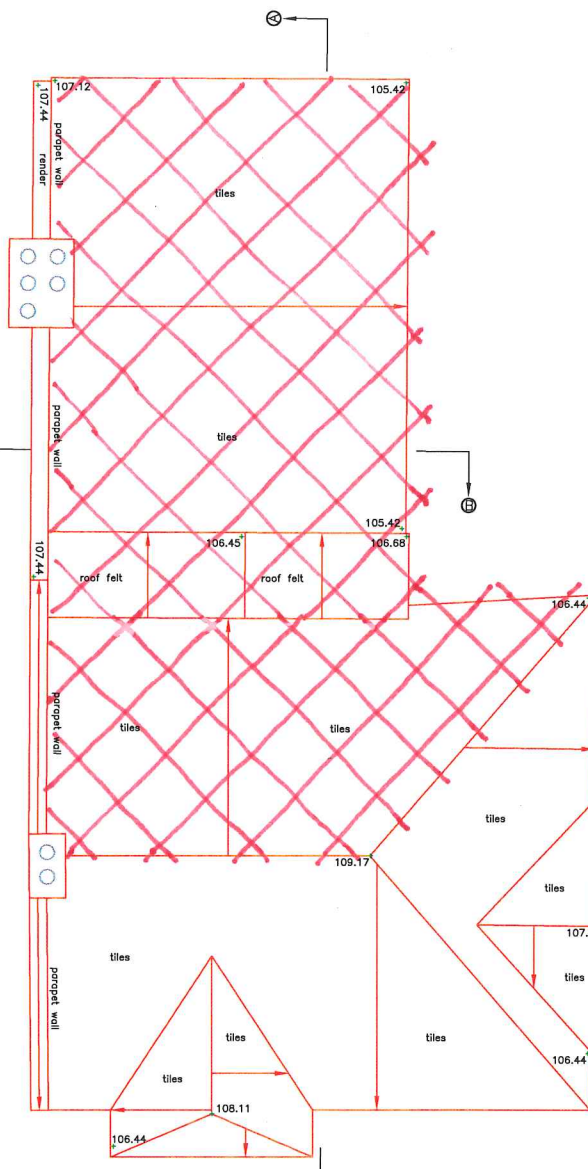 A
107.12
105.42
107.44
parapet wall
render
tiles
parapet wall
tiles
B
105.42
107.44
106.45
106.68
roof felt
roof felt
106.44
parapet wall
tiles
tiles
tiles
109.17
tiles
107.
tiles
parapet wall
tiles
tiles
tiles
106.44
tiles
108.11
106.44